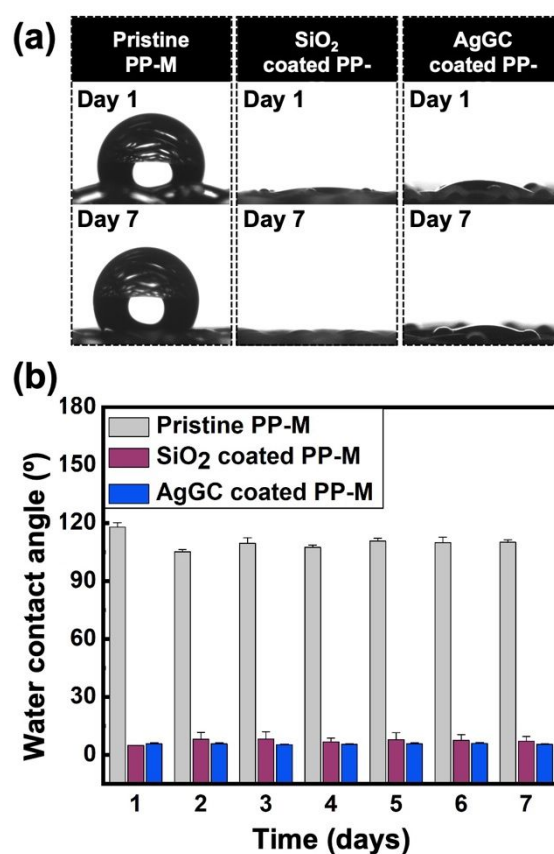 (a)
Pristine
PP-M
SiO₂
coated PP-
AgGC
coated PP-
Day 1
Day 1
Day 1
Day 7
Day 7
Day 7
(b)
Water contact angle (º)
180
150
120
90
60
30
0
Pristine PP-M
SiO₂ coated PP-M
AgGC coated PP-M
1 2 3 4 5 6 7
Time (days)